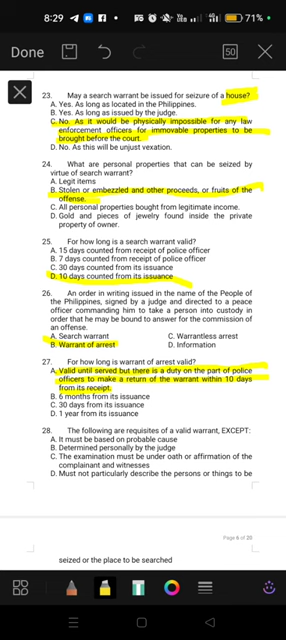 8:29
71%
Done
50
23. May a search warrant be issued for seizure of a house?
A. Yes. As long as located in the Philippines.
B. Yes. As long as issued by the judge.
C. No. As it would be physically impossible for any law
enforcement officers for immovable properties to be
brought before the court.
D. No. As this will be unjust vexation.
24. What are personal properties that can be seized by
virtue of search warrant?
A. Legit items
B. Stolen or embezzled and other proceeds, or fruits of the
offense.
C. All personal properties bought from legitimate income.
D. Gold and pieces of jewelry found inside the private
property of owner.
25. For how long is a search warrant valid?
A. 15 days counted from receipt of police officer
B. 7 days counted from receipt of police officer
C. 30 days counted from its issuance
D. 10 days counted from its issuance
26. An order in writing issued in the name of the People of
the Philippines, signed by a judge and directed to a peace
officer commanding him to take a person into custody in
order that he may be bound to answer for the commission of
an offense.
A. Search warrant C. Warrantless arrest
B. Warrant of arrest D. Information
27. For how long is warrant of arrest valid?
A. Valid until served but there is a duty on the part of police
officers to make a return of the warrant within 10 days
from its receipt.
B. 6 months from its issuance
C. 30 days from its issuance
D. 1 year from its issuance
28. The following are requisites of a valid warrant, EXCEPT:
A. It must be based on probable cause
B. Determined personally by the judge
C. The examination must be under oath or affirmation of the
complainant and witnesses
D. Must not particularly describe the persons or things to be
Page 6 of 20
seized or the place to be searched